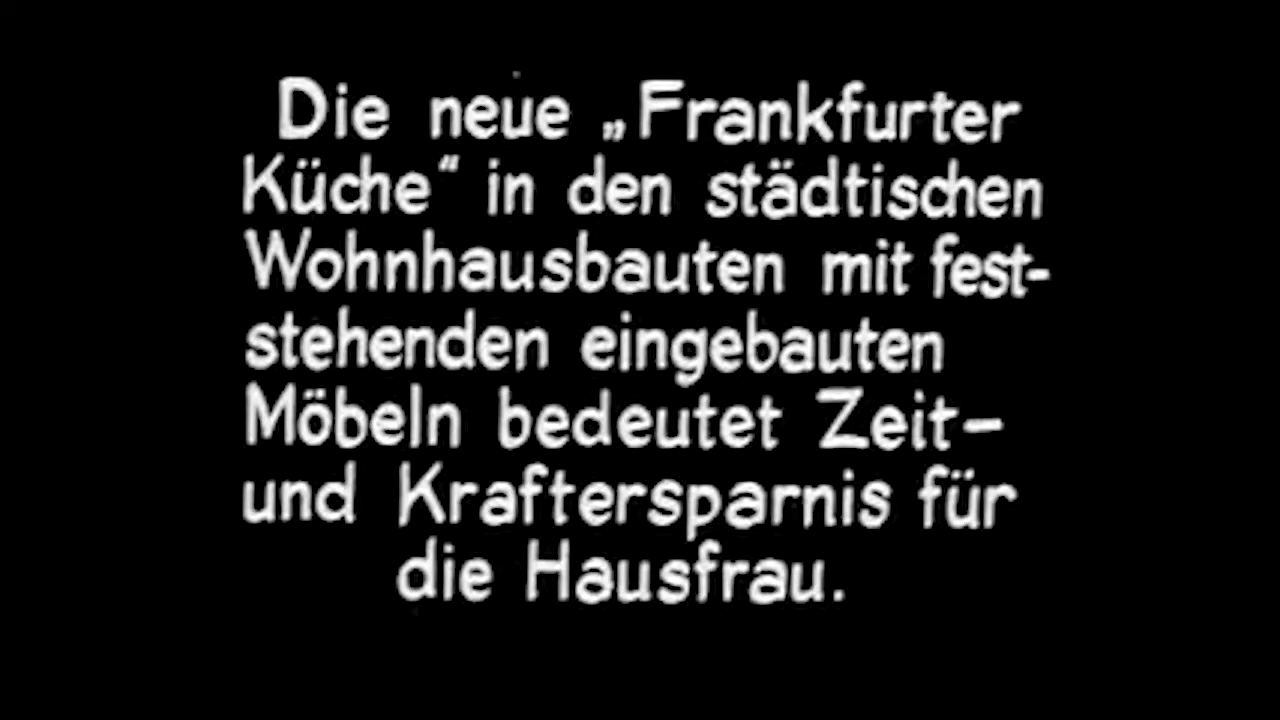 Die neue „Frankfurter
Küche“ in den städtischen
Wohnhausbauten mit fest-
stehenden eingebauten
Möbeln bedeutet Zeit-
und Kraftersparnis für
die Hausfrau.